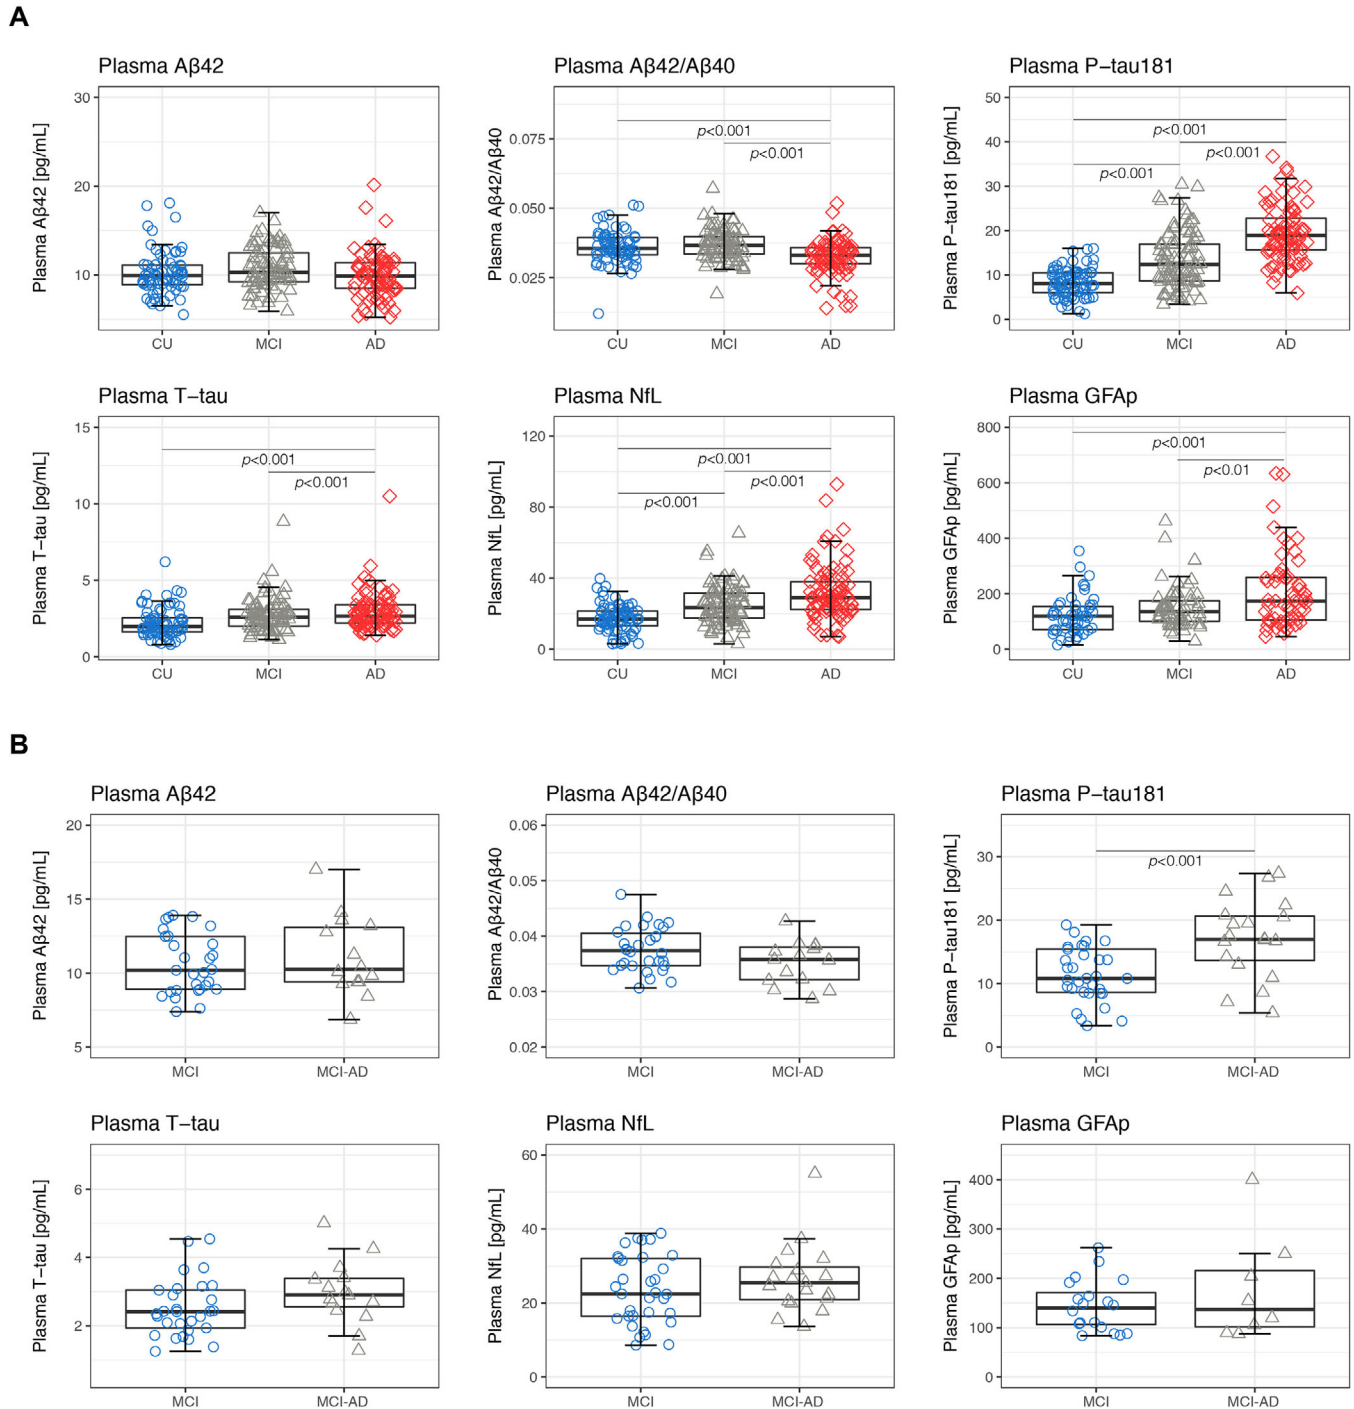 A
Plasma Aβ42
Plasma Aβ42 [pg/mL]
30
20
10
CU
MCI
AD
Plasma Aβ42/Aβ40
Plasma Aβ42/Aβ40
0.075
0.050
0.025
p<0.001
p<0.001
CU
MCI
AD
Plasma P−tau181
Plasma P−tau181 [pg/mL]
50
40
30
20
10
0
p<0.001
p<0.001
p<0.001
CU
MCI
AD
Plasma T−tau
Plasma T−tau [pg/mL]
15
10
5
0
p<0.001
p<0.001
CU
MCI
AD
Plasma NfL
Plasma NfL [pg/mL]
120
80
40
0
p<0.001
p<0.001
p<0.001
CU
MCI
AD
Plasma GFAp
Plasma GFAp [pg/mL]
800
600
400
200
0
p<0.001
p<0.01
CU
MCI
AD
B
Plasma Aβ42
Plasma Aβ42 [pg/mL]
20
15
10
5
MCI
MCI-AD
Plasma Aβ42/Aβ40
Plasma Aβ42/Aβ40
0.06
0.05
0.04
0.03
0.02
MCI
MCI-AD
Plasma P−tau181
Plasma P−tau181 [pg/mL]
30
20
10
0
p<0.001
MCI
MCI-AD
Plasma T−tau
Plasma T−tau [pg/mL]
6
4
2
MCI
MCI-AD
Plasma NfL
Plasma NfL [pg/mL]
60
40
20
0
MCI
MCI-AD
Plasma GFAp
Plasma GFAp [pg/mL]
400
300
200
100
0
MCI
MCI-AD